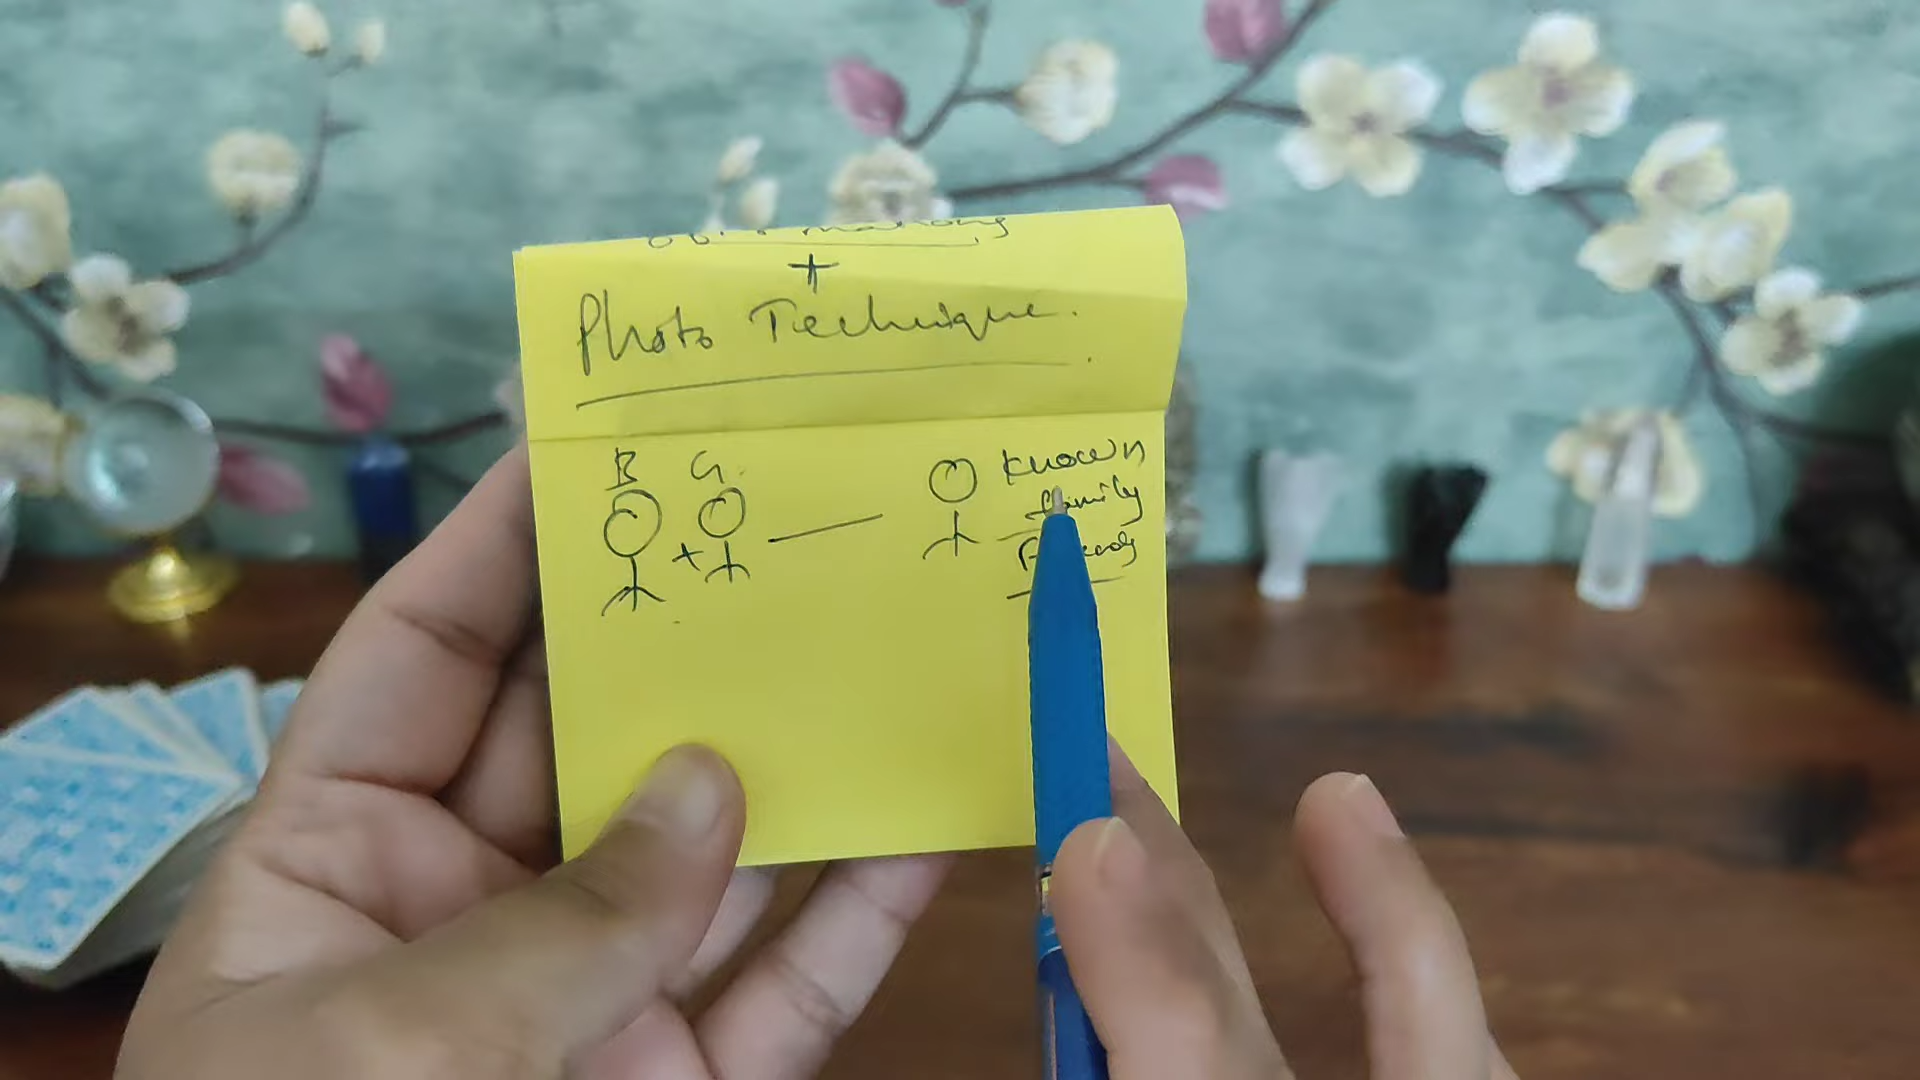 +
Photo Technique.
B G.
+
known
family